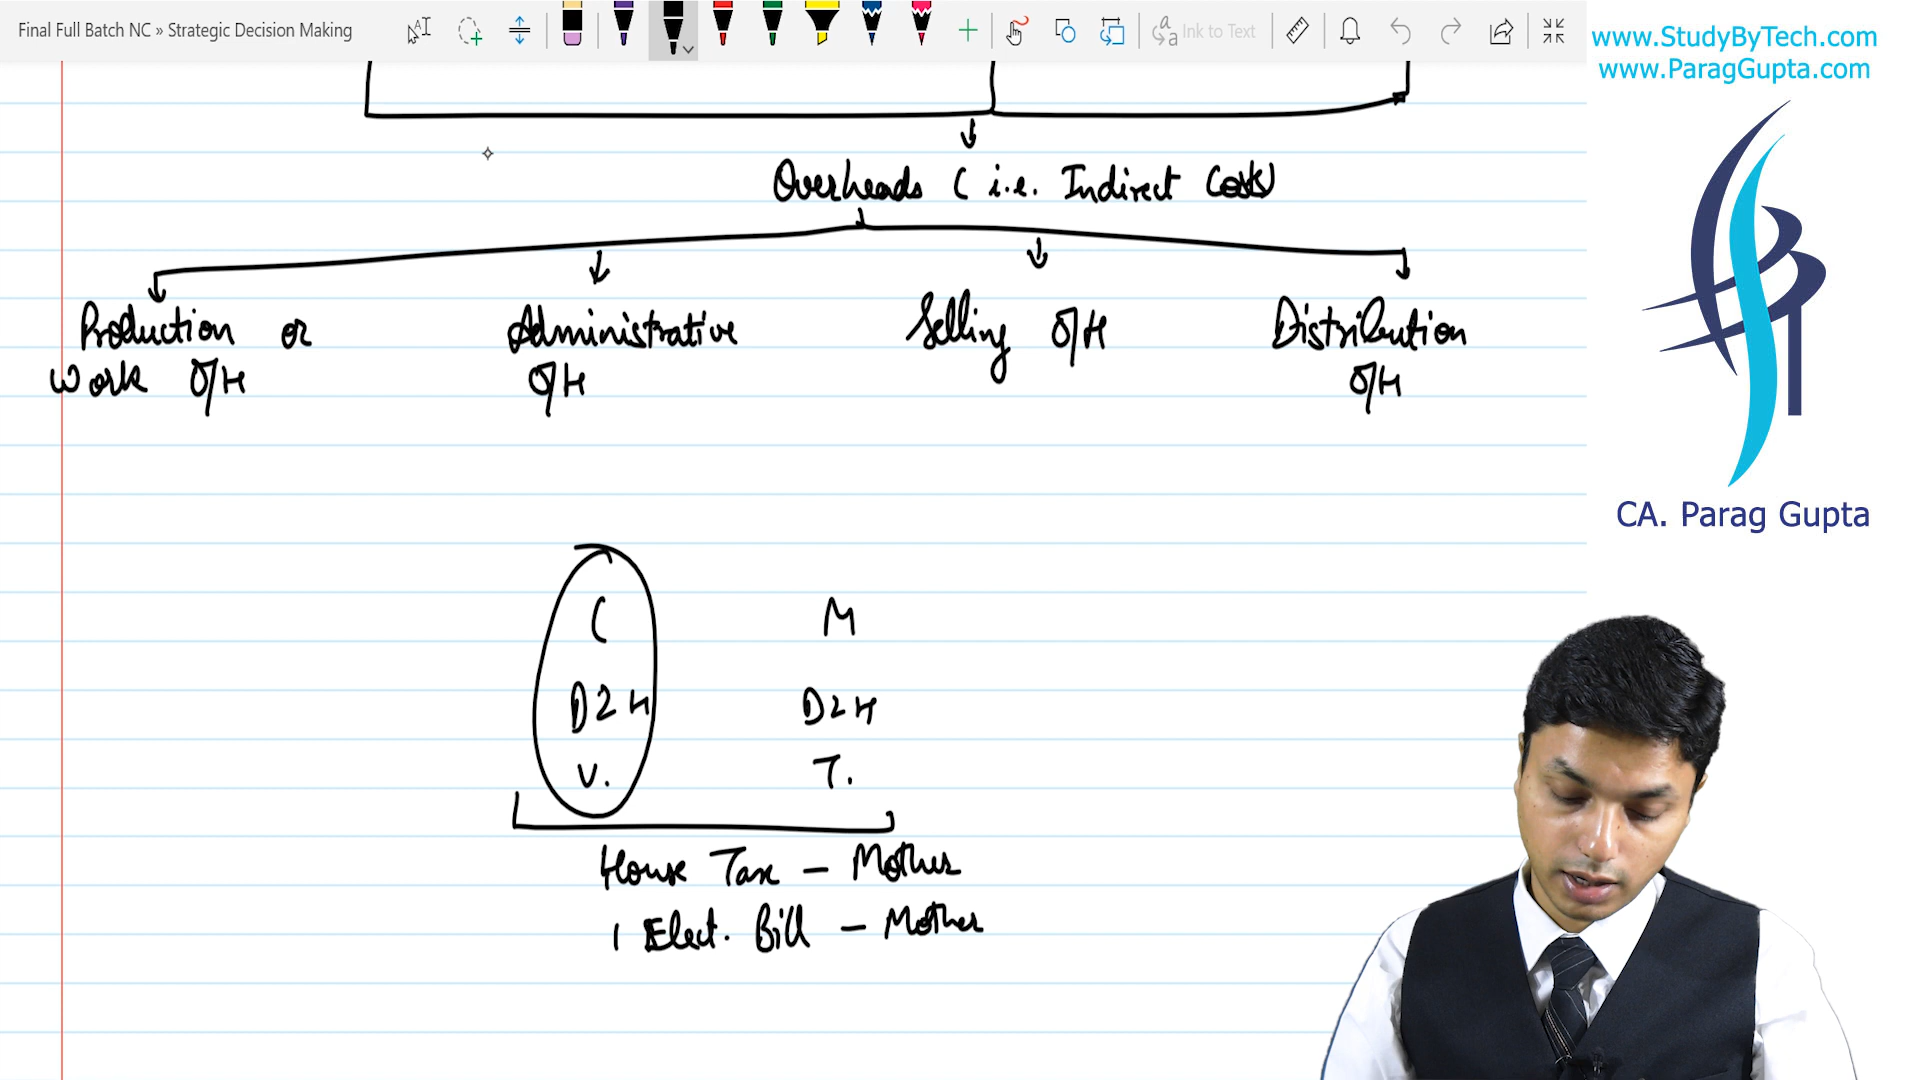 Final Full Batch NC » Strategic Decision Making
Ink to Text
www.StudyByTech.com
www.ParagGupta.com
CA. Parag Gupta
Overheads ( i.e. Indirect Costs)
Production or Work O/H
Administrative O/H
Selling O/H
Distribution O/H
C M
D2H D2H
V. T.
House Tax – Mother
1 Elect. Bill – Mother